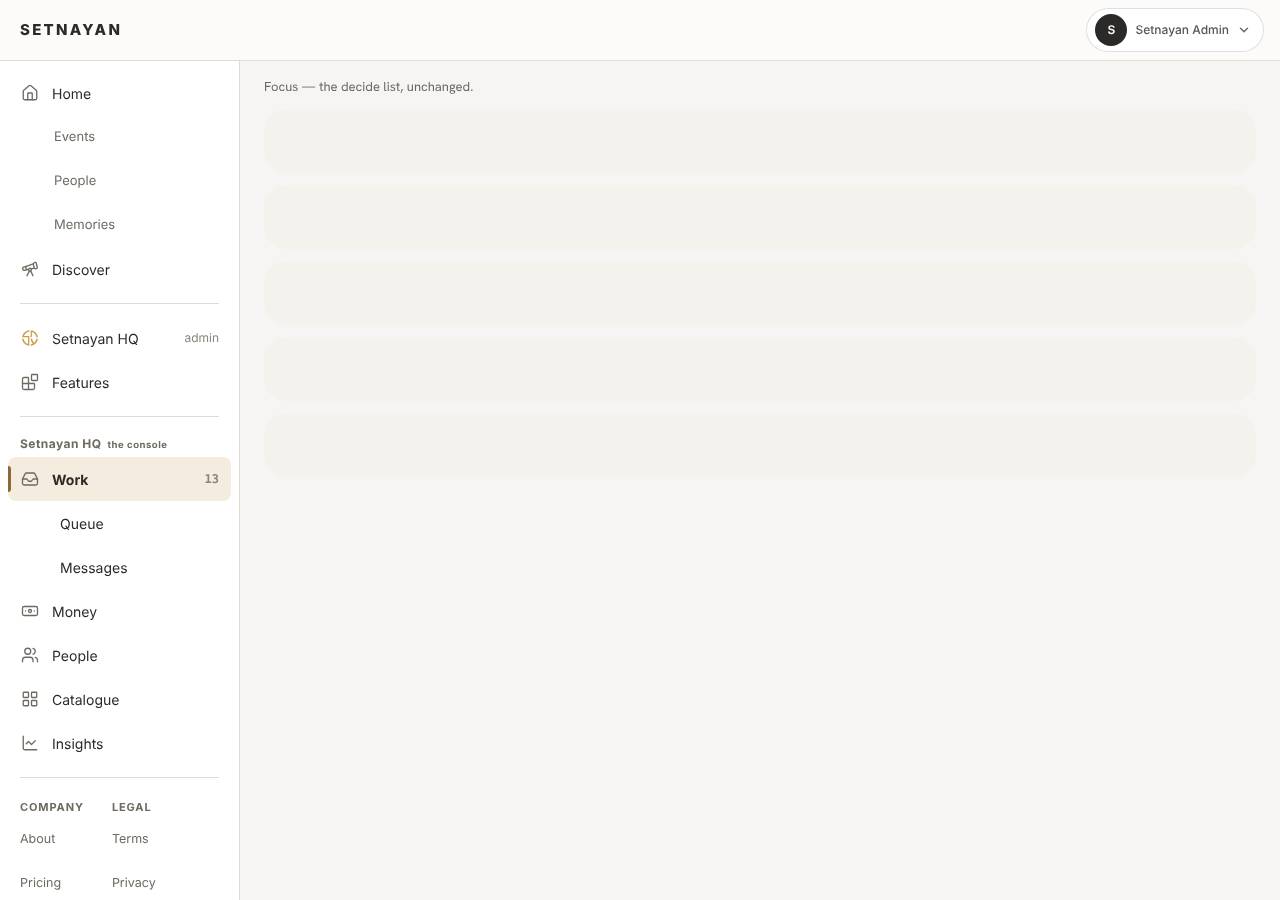 SETNAYAN
S Setnayan Admin
Home
Events
People
Memories
Discover
Setnayan HQ admin
Features
Setnayan HQ the console
Work 13
Queue
Messages
Money
People
Catalogue
Insights
COMPANY LEGAL
About Terms
Pricing Privacy
Focus — the decide list, unchanged.